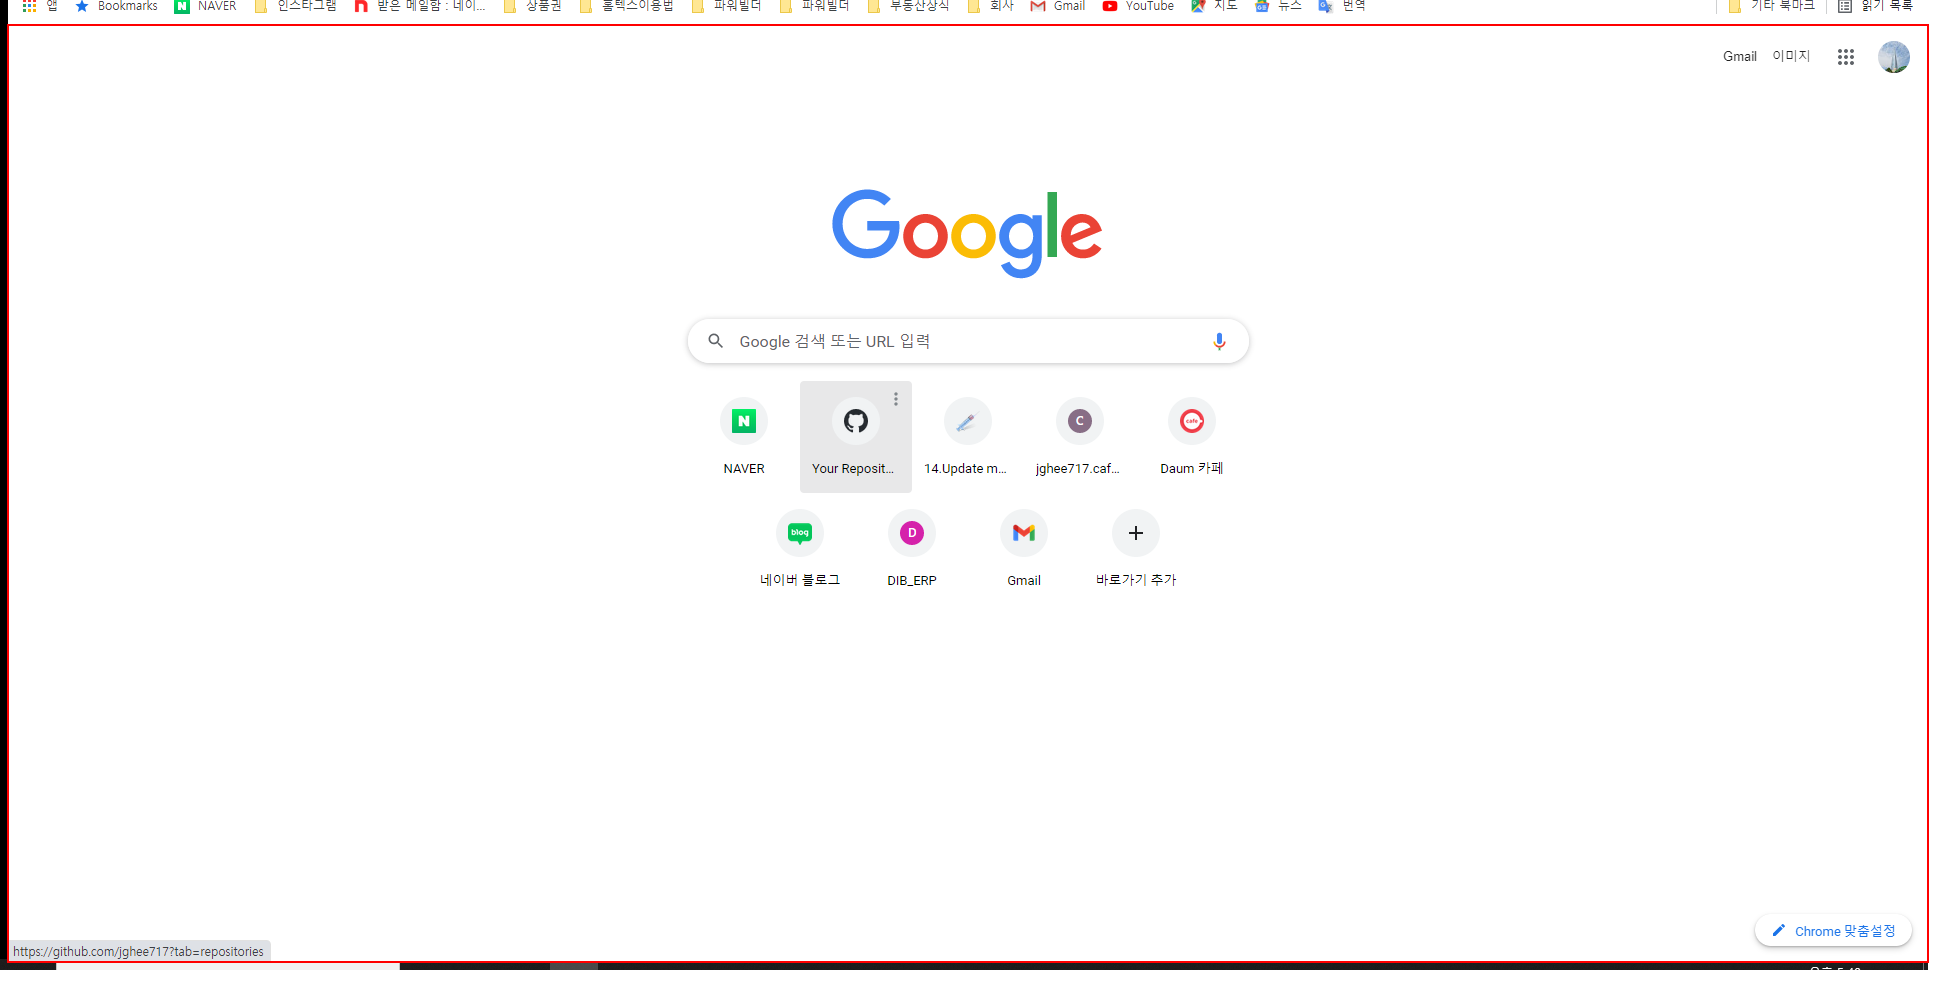 앱 Bookmarks NAVER 인스타그램 받은 메일함 : 네이... 상품권 홈텍스이용법 파워빌더 파워빌더 부동산상식 회사 Gmail YouTube 지도 뉴스 번역 기타 북마크 읽기 목록
Gmail 이미지
Google
Google 검색 또는 URL 입력
N C cafe
NAVER Your Reposit... 14.Update m... jghee717.caf... Daum 카페
blog D
네이버 블로그 DIB_ERP Gmail 바로가기 추가
Chrome 맞춤설정
https://github.com/jghee717?tab=repositories